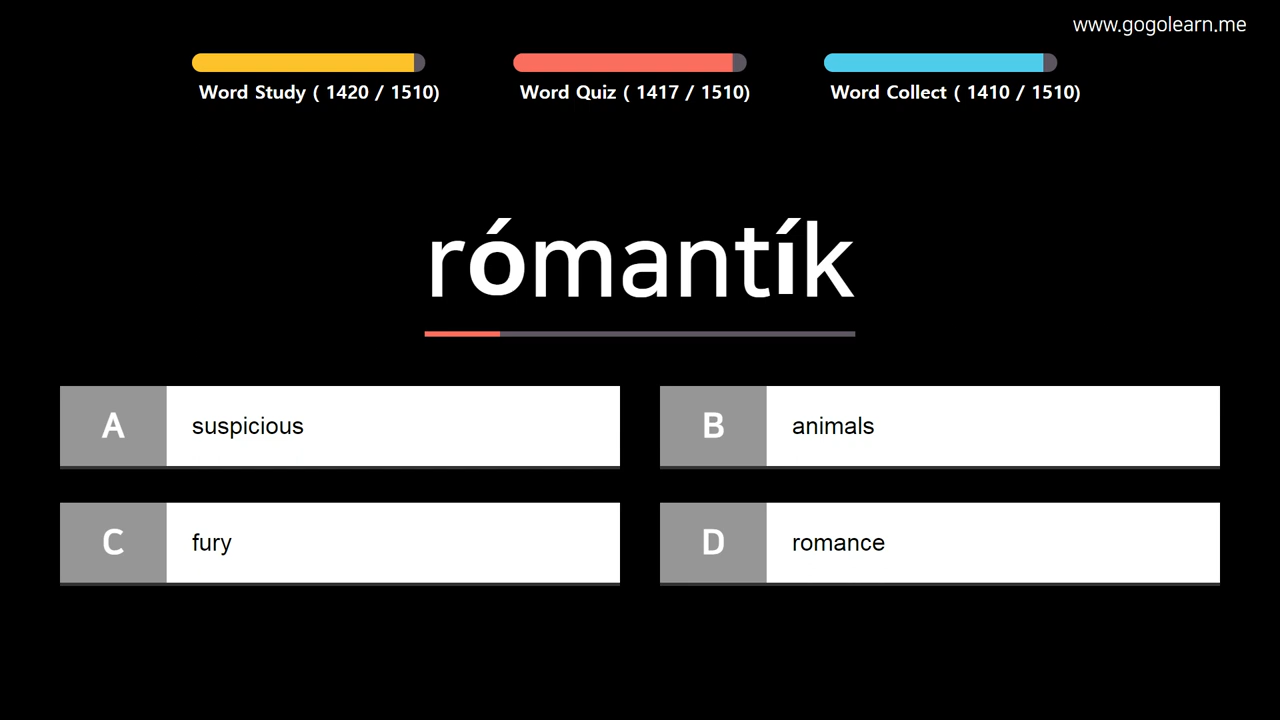 www.gogolearn.me
Word Study ( 1420 / 1510)
Word Quiz ( 1417 / 1510)
Word Collect ( 1410 / 1510)
rómantík
A suspicious
B animals
C fury
D romance